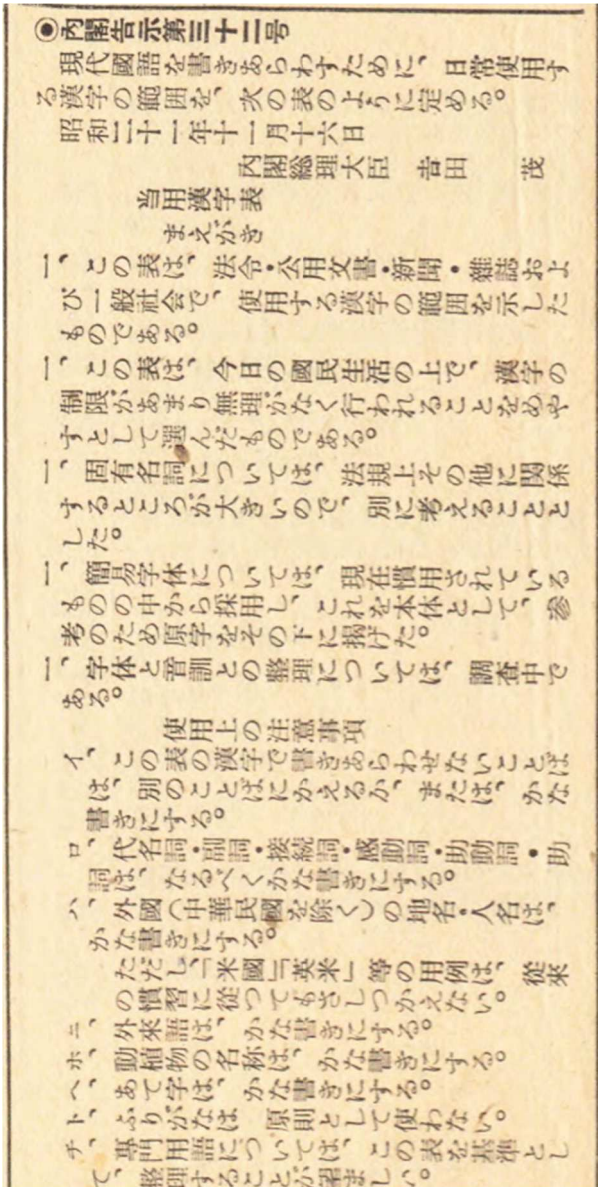 ◉内閣告示第三十二号
現代國語を書きあらわすために、日常使用す
る漢字の範囲を、次の表のように定める。
昭和二十一年十一月十六日
内閣総理大臣 吉田 茂
当用漢字表
まえがき
一、この表は、法令・公用文書・新聞・雑誌およ
び一般社会で、使用する漢字の範囲を示した
ものである。
一、この表は、今日の國民生活の上で、漢字の
制限があまり無理がなく行われることをめや
すとして選んだものである。
一、固有名詞については、法規上その他に関係
するところが大きいので、別に考えることと
した。
一、簡易字体については、現在慣用されている
ものの中から採用し、これを本体として、参
考のため原字をその下に掲げた。
一、字体と音訓との整理については、調査中で
ある。
使用上の注意事項
イ、この表の漢字で書きあらわせないことば
は、別のことばにかえるか、または、かな
書きにする。
ロ、代名詞・副詞・接続詞・感動詞・助動詞・助
詞は、なるべくかな書きにする。
ハ、外國（中華民國を除く）の地名・人名は、
かな書きにする。
ただし、「米國」「英米」等の用例は、從來
の慣習に從つてもさしつかえない。
ニ、外來語は、かな書きにする。
ホ、動植物の名称は、かな書きにする。
ヘ、あて字は、かな書きにする。
ト、ふりがなは 原則として使わない。
チ、専門用語については、この表を基準とし
て、整理することが望ましい。